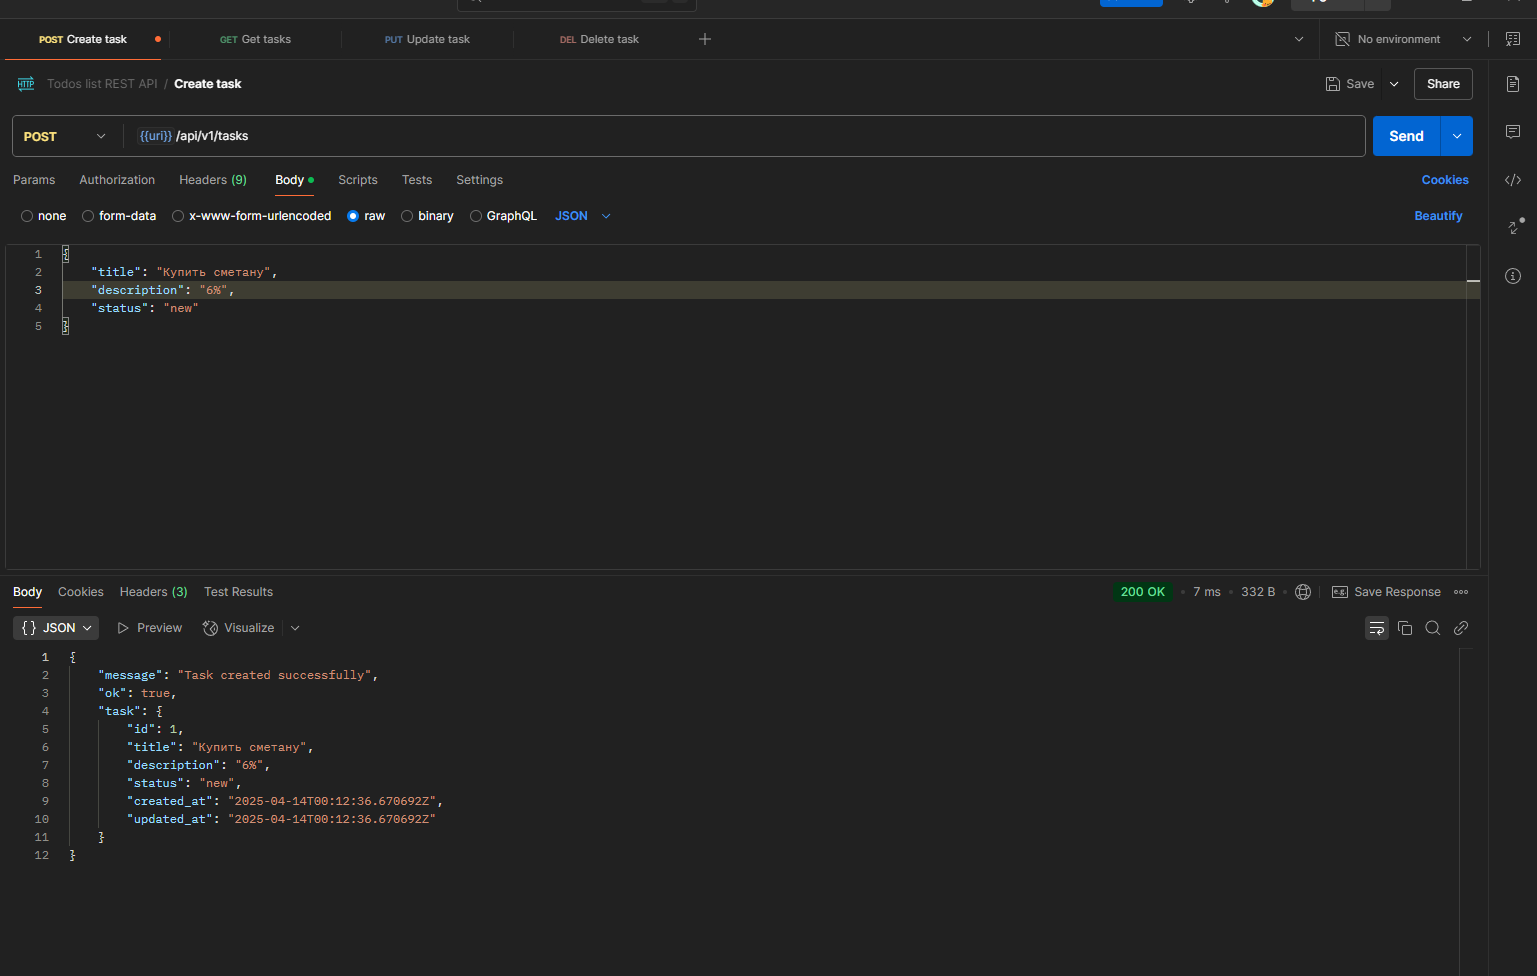 POST Create task GET Get tasks PUT Update task DEL Delete task No environment
HTTP Todos list REST API / Create task Save Share
POST {{uri}} /api/v1/tasks Send
Params Authorization Headers (9) Body Scripts Tests Settings Cookies
none form-data x-www-form-urlencoded raw binary GraphQL JSON Beautify
1 {
2 "title": "Купить сметану",
3 "description": "6%",
4 "status": "new"
5 }
Body Cookies Headers (3) Test Results 200 OK 7 ms 332 B e.g. Save Response
{} JSON Preview Visualize
1 {
2 "message": "Task created successfully",
3 "ok": true,
4 "task": {
5 "id": 1,
6 "title": "Купить сметану",
7 "description": "6%",
8 "status": "new",
9 "created_at": "2025-04-14T00:12:36.670692Z",
10 "updated_at": "2025-04-14T00:12:36.670692Z"
11 }
12 }